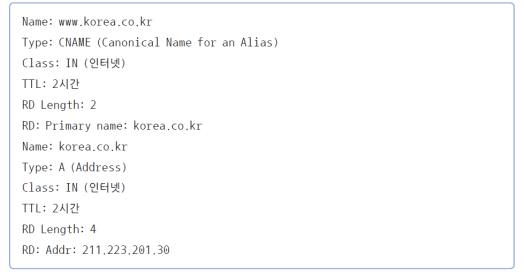 Name: www.korea.co.kr
Type: CNAME (Canonical Name for an Alias)
Class: IN (인터넷)
TTL: 2시간
RD Length: 2
RD: Primary name: korea.co.kr
Name: korea.co.kr
Type: A (Address)
Class: IN (인터넷)
TTL: 2시간
RD Length: 4
RD: Addr: 211.223.201.30